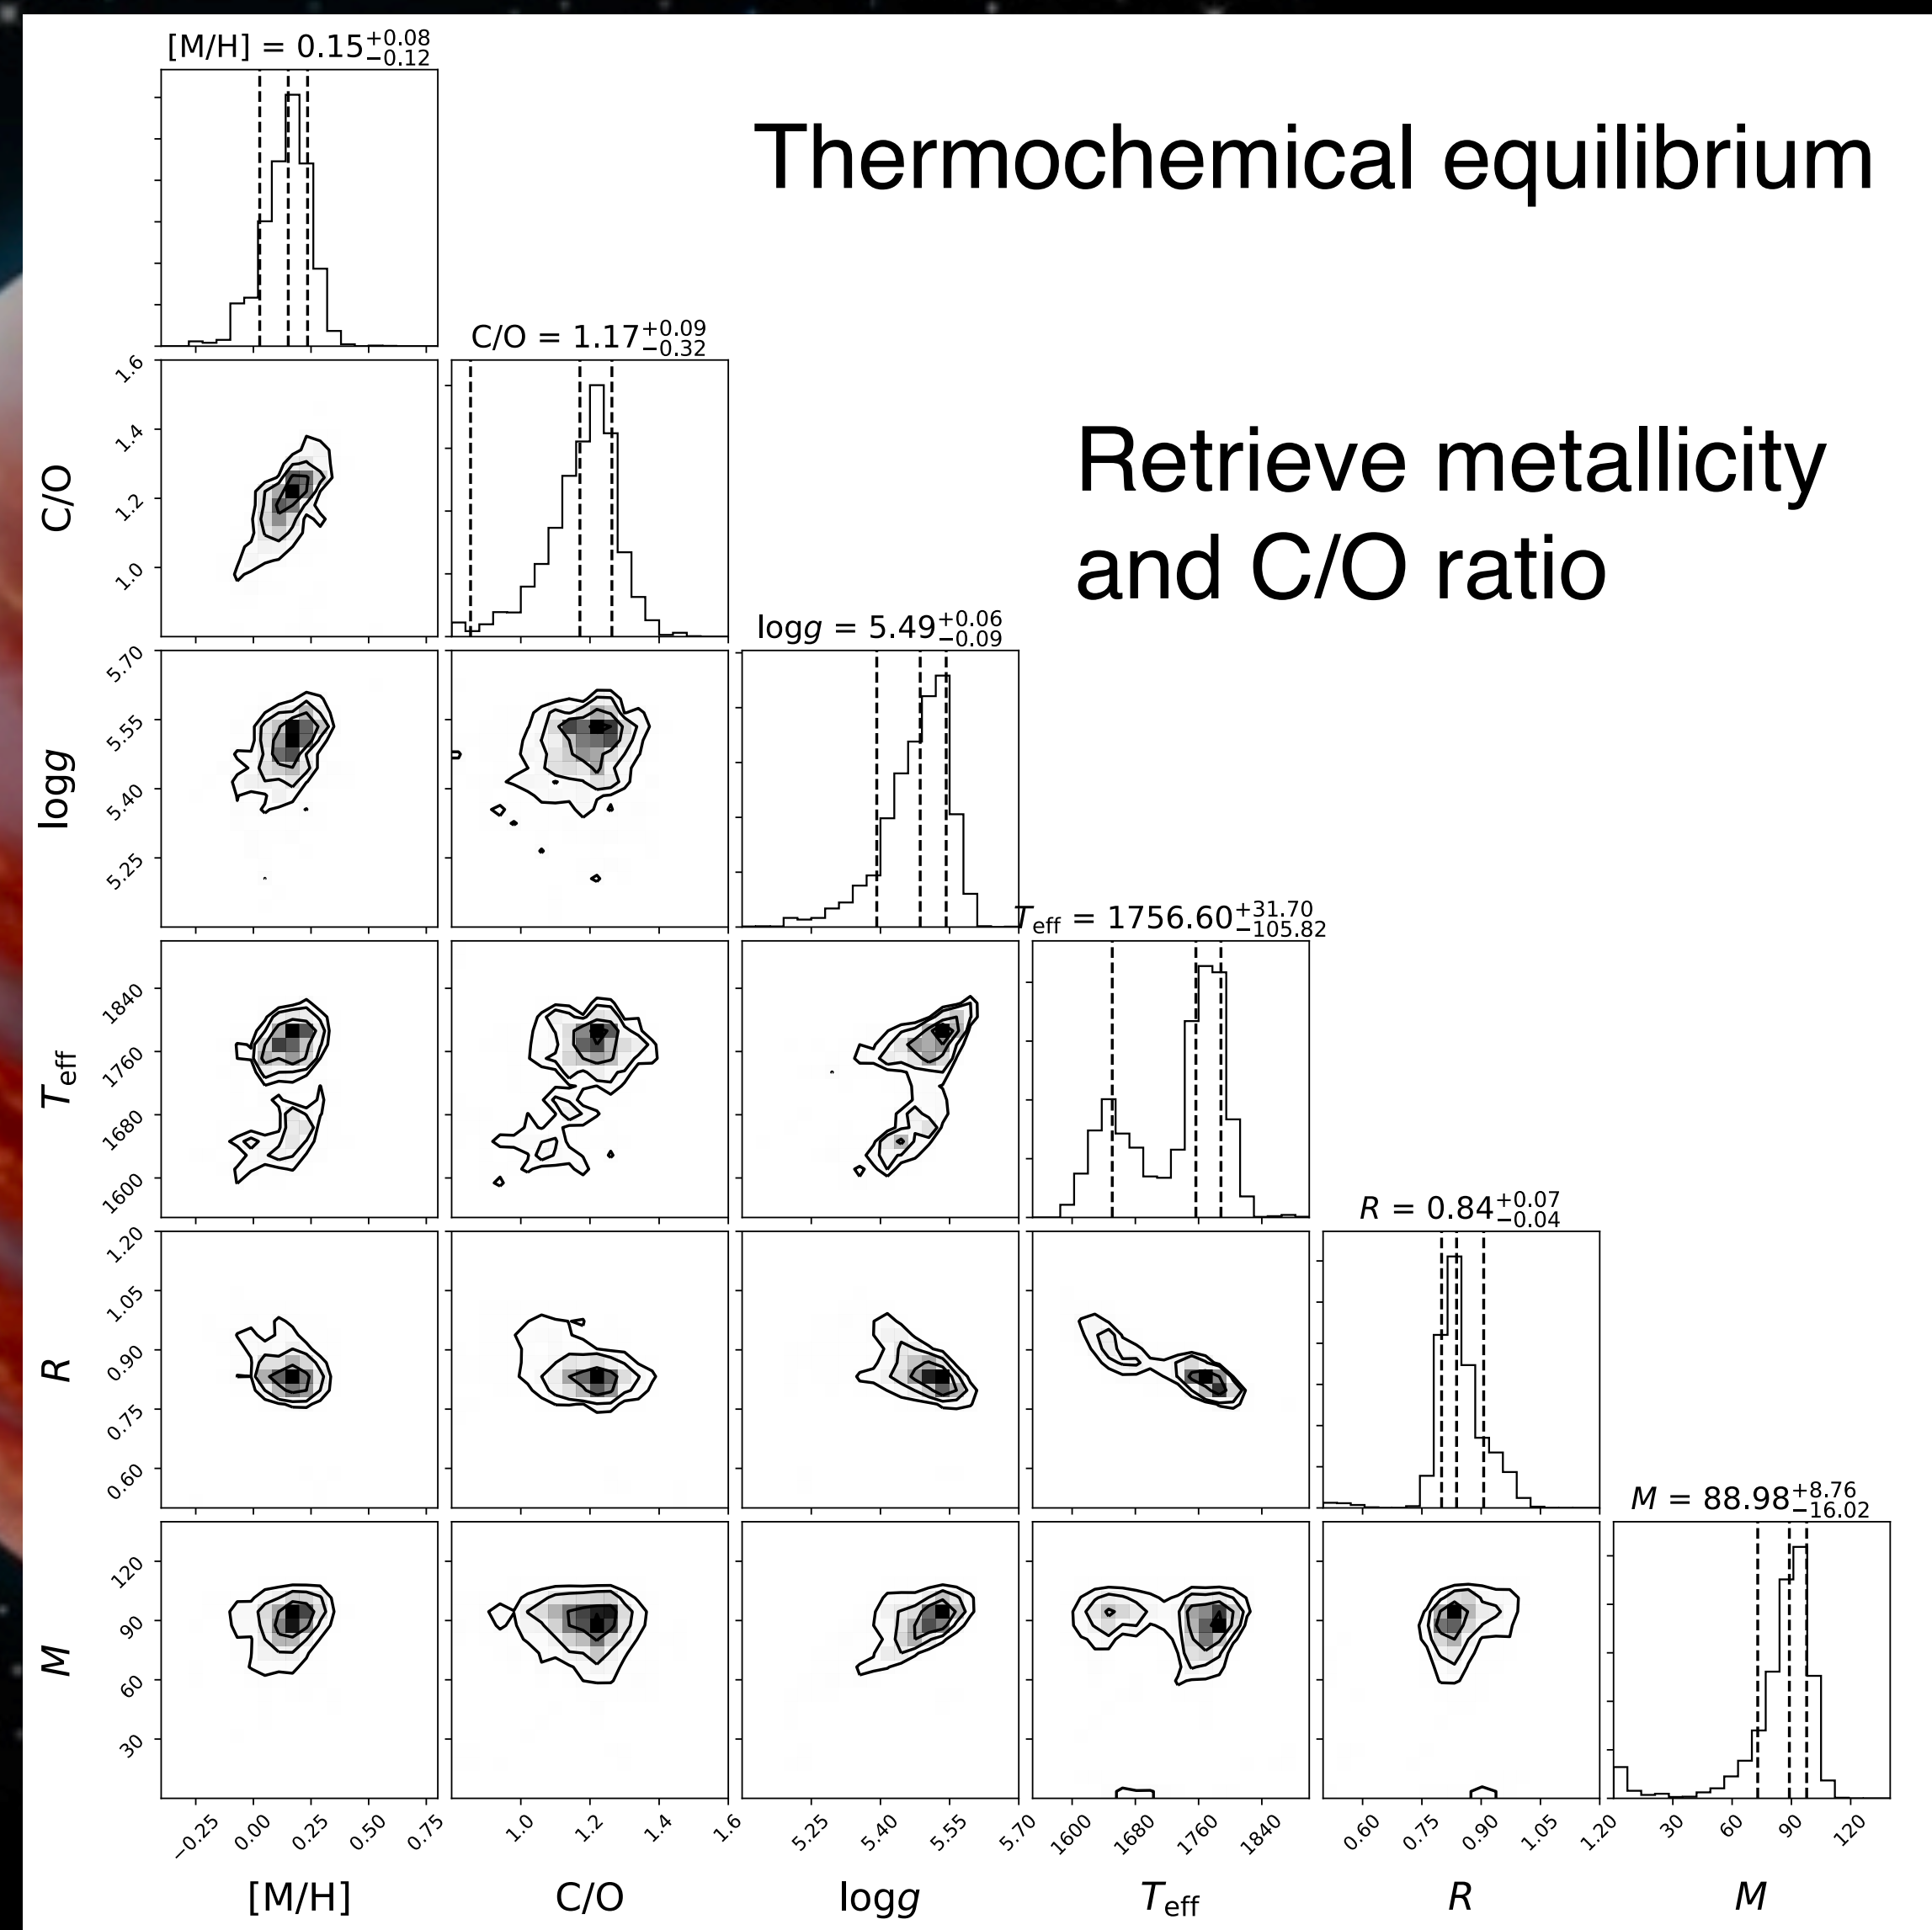 [M/H] = 0.15+0.08−0.12
Thermochemical equilibrium
C/O = 1.17+0.09−0.32
Retrieve metallicity
and C/O ratio
logg = 5.49+0.06−0.09
Teff = 1756.60+31.70−105.82
R = 0.84+0.07−0.04
M = 88.98+8.76−16.02
C/O
1.6
1.4
1.2
1.0
logg
5.70
5.55
5.40
5.25
Teff
1840
1760
1680
1600
R
1.20
1.05
0.90
0.75
0.60
M
120
90
60
30
−0.25 0.00 0.25 0.50 0.75 1.0 1.2 1.4 1.6 5.25 5.40 5.55 5.70 1600 1680 1760 1840 0.60 0.75 0.90 1.05 1.20 30 60 90 120
[M/H] C/O logg Teff R M